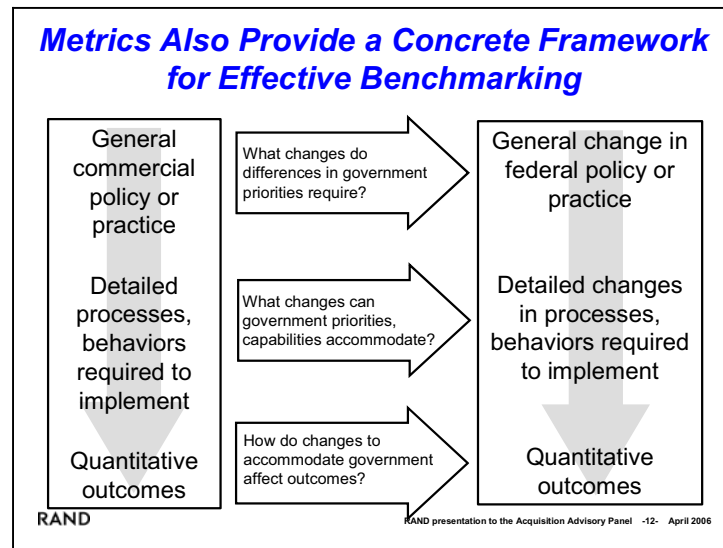 Metrics Also Provide a Concrete Framework
for Effective Benchmarking
General
commercial
policy or
practice
What changes do
differences in government
priorities require?
General change in
federal policy or
practice
Detailed
processes,
behaviors
required to
implement
What changes can
government priorities,
capabilities accommodate?
Detailed changes
in processes,
behaviors required
to implement
Quantitative
outcomes
How do changes to
accommodate government
affect outcomes?
Quantitative
outcomes
RAND
RAND presentation to the Acquisition Advisory Panel -12- April 2006